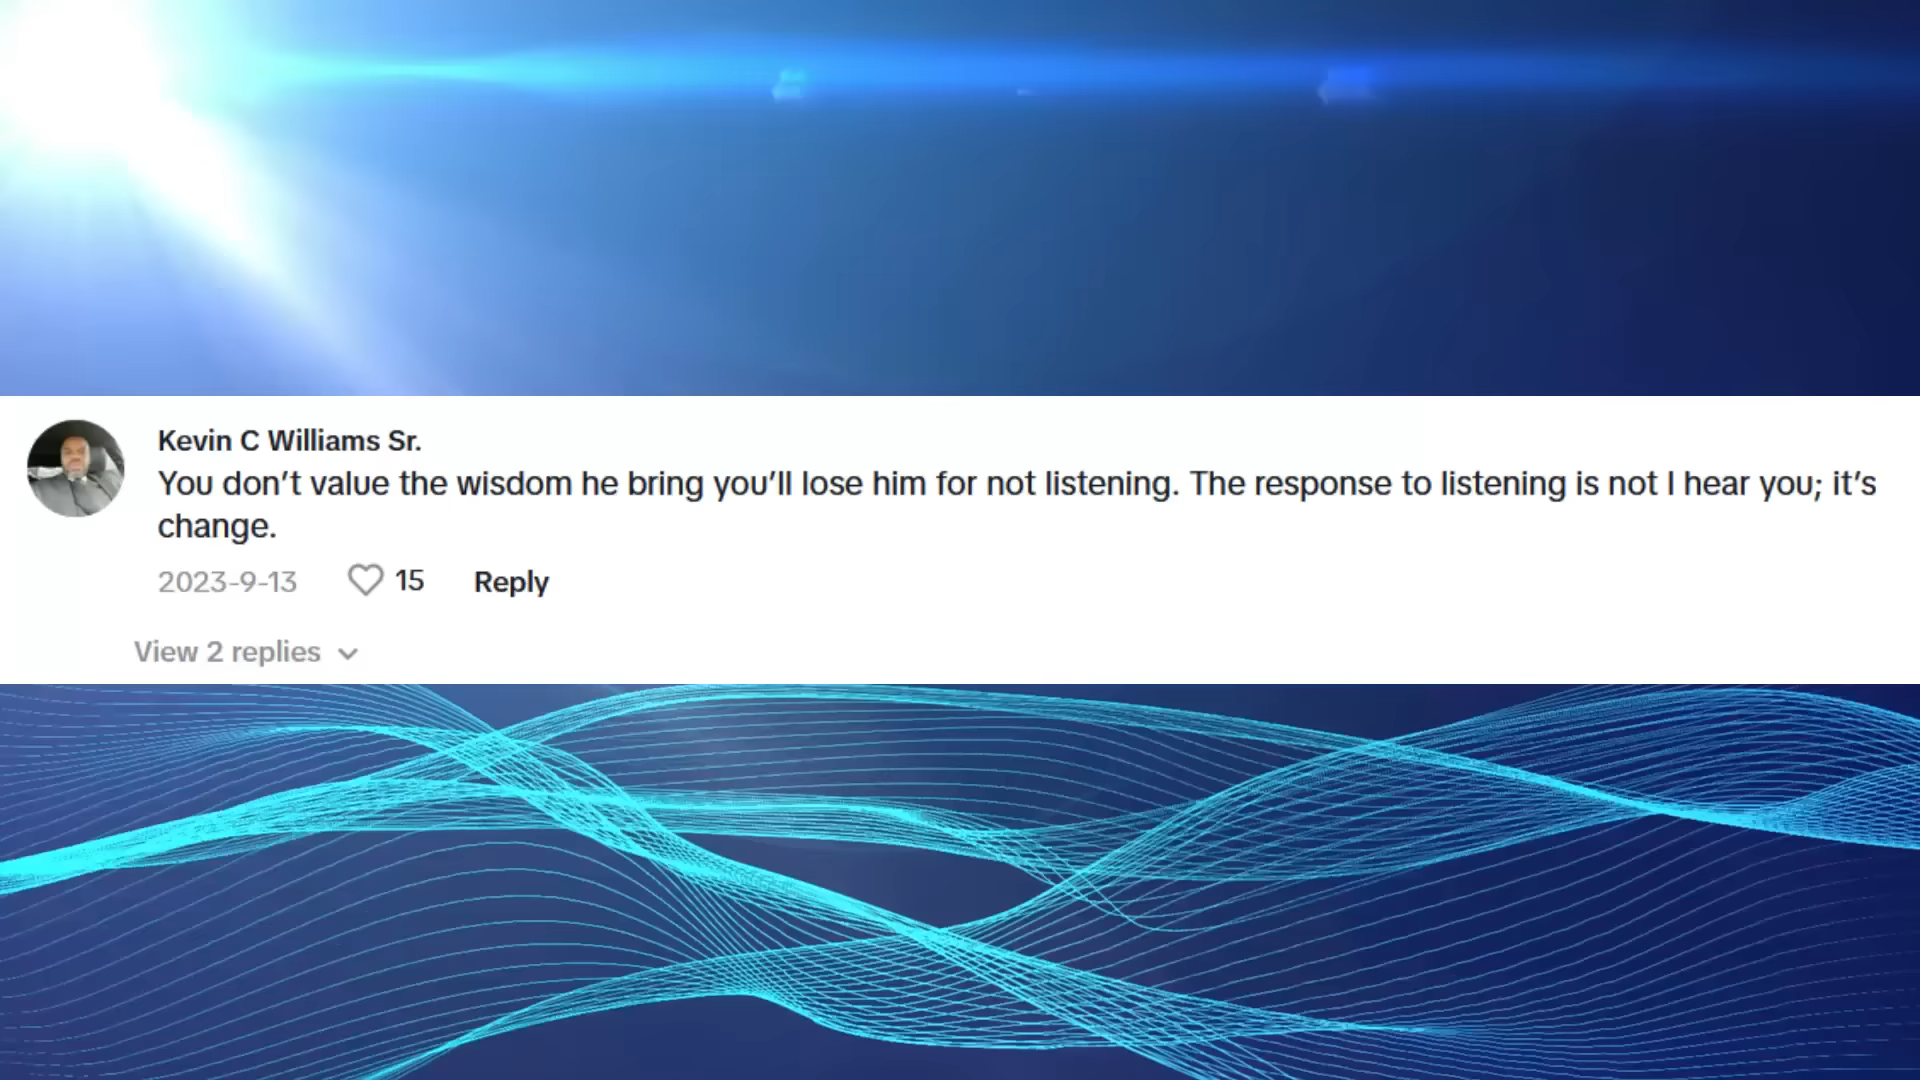 Kevin C Williams Sr.
You don’t value the wisdom he bring you’ll lose him for not listening. The response to listening is not I hear you; it’s
change.
2023-9-13 15 Reply
View 2 replies